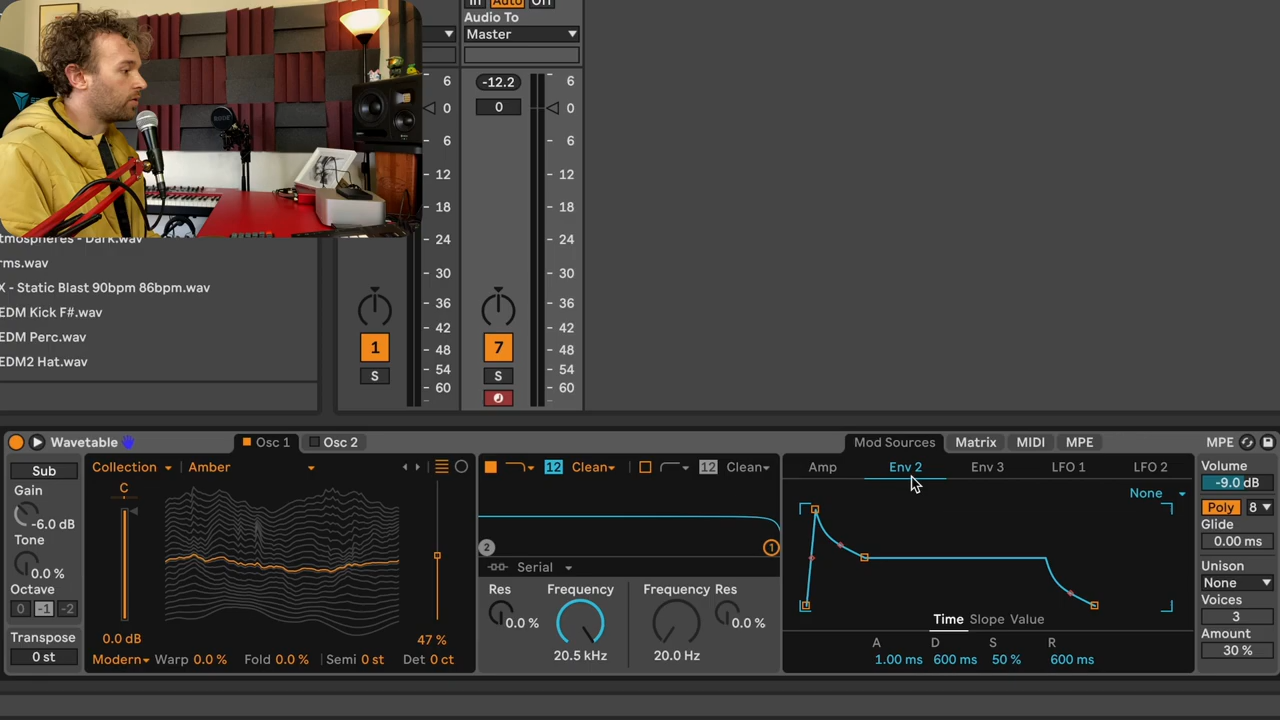 In Auto Off
Audio To
Master
6 -12.2 6
0 0 0
6 6
12 12
18 18
24 24
30 30
36 36
42 42
48 48
54 54
60 60
1 7
S S
tmospheres - Dark.wav
rms.wav
X - Static Blast 90bpm 86bpm.wav
EDM Kick F#.wav
EDM Perc.wav
EDM2 Hat.wav
Wavetable Osc 1 Osc 2 Mod Sources Matrix MIDI MPE MPE
Sub
Gain
-6.0 dB
Tone
0.0 %
Octave
0 -1 -2
Transpose
0 st
Collection Amber
C
0.0 dB 47 %
Modern Warp 0.0 % Fold 0.0 % Semi 0 st Det 0 ct
12 Clean 12 Clean
2 1
Serial
Res Frequency Frequency Res
0.0 % 0.0 %
20.5 kHz 20.0 Hz
Amp Env 2 Env 3 LFO 1 LFO 2
None
Time Slope Value
A D S R
1.00 ms 600 ms 50 % 600 ms
Volume
-9.0 dB
Poly 8
Glide
0.00 ms
Unison
None
Voices
3
Amount
30 %